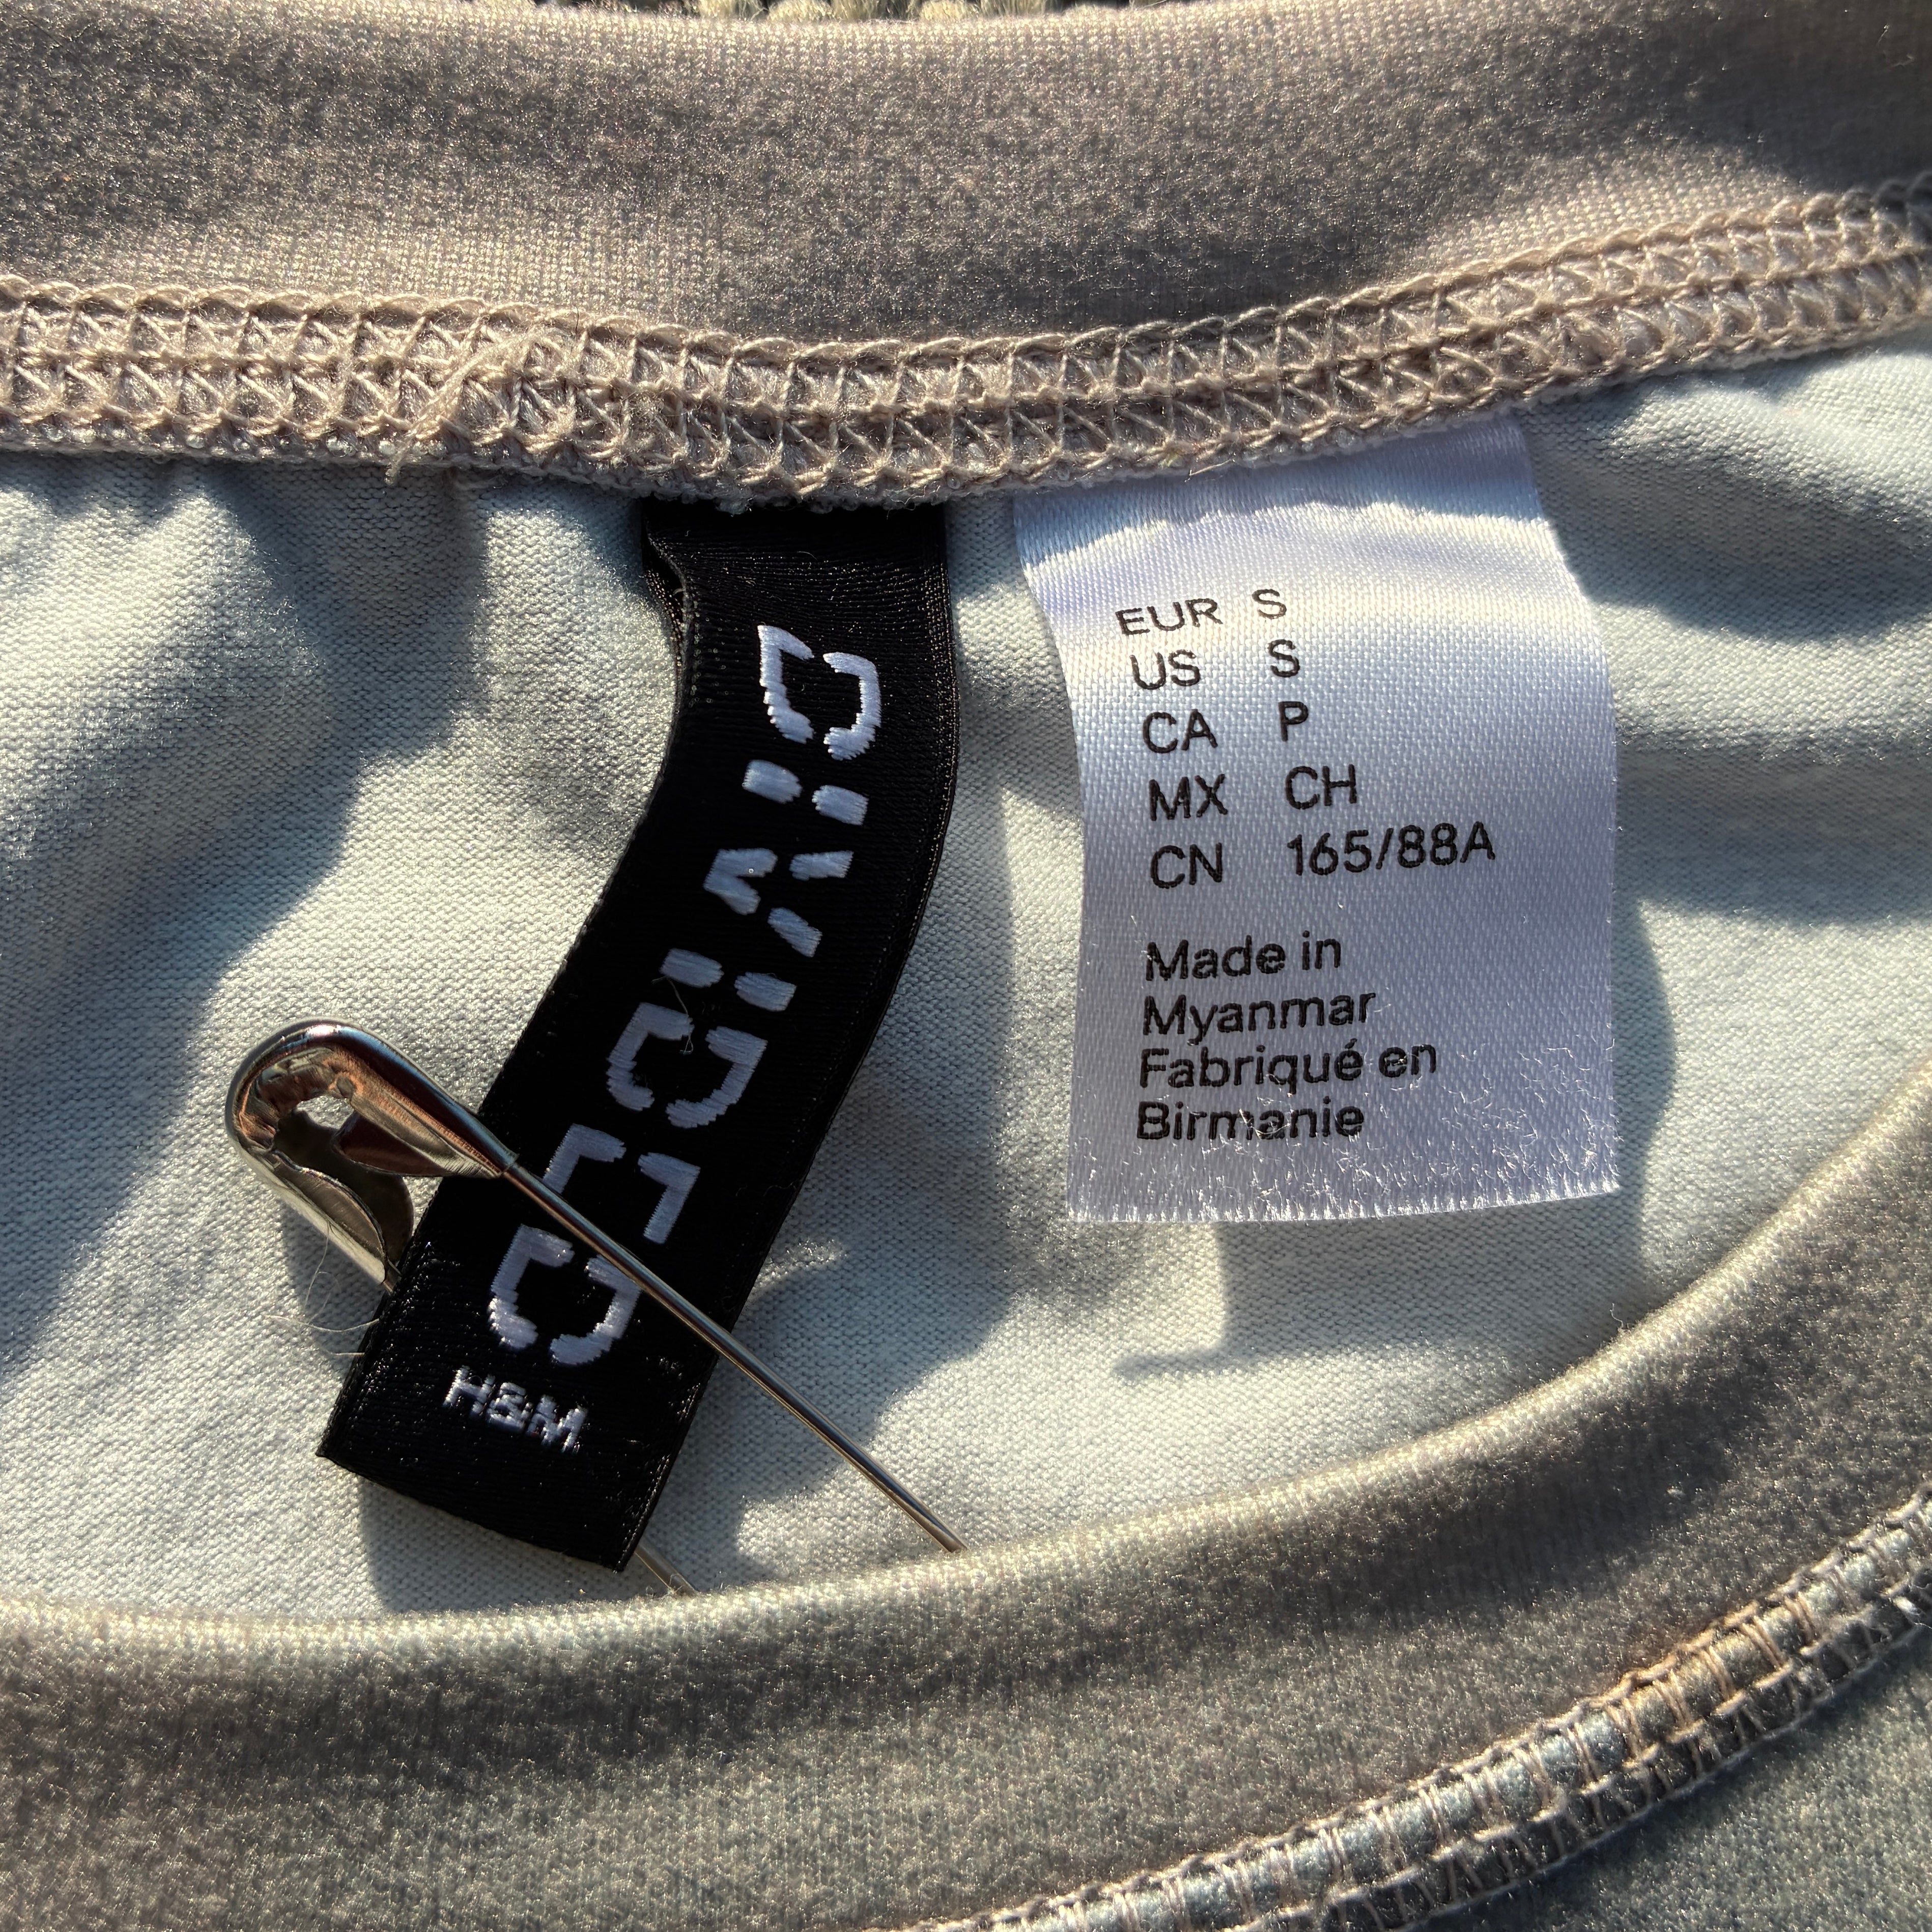 DIVIDED
H&M
EUR S
US S
CA P
MX CH
CN 165/88A
Made in
Myanmar
Fabriqué en
Birmanie